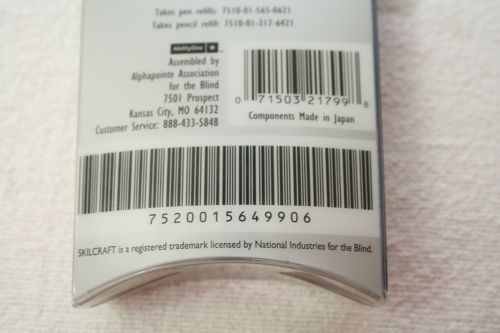 Takes pen refills: 7510-01-565-0621
Takes pencil refill: 7510-01-317-6421
AbilityOne
Assembled by
Alphapointe Association
for the Blind
7501 Prospect
Kansas City, MO 64132
Customer Service: 888-433-5848
0 71503 21799 8
Components Made in Japan
7520015649906
SKILCRAFT is a registered trademark licensed by National Industries for the Blind.